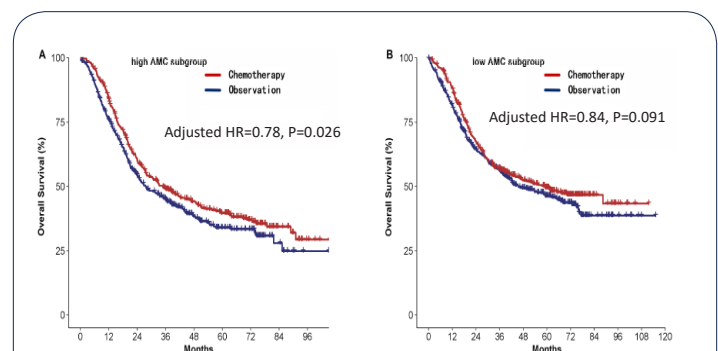 A
high AMC subgroup
Chemotherapy
Observation
Adjusted HR=0.78, P=0.026
Overall Survival (%)
100
75
50
25
0
0 12 24 36 48 60 72 84 96
Months
B
low AMC subgroup
Chemotherapy
Observation
Adjusted HR=0.84, P=0.091
Overall Survival (%)
100
75
50
25
0
0 12 24 36 48 60 72 84 96 108 120
Months